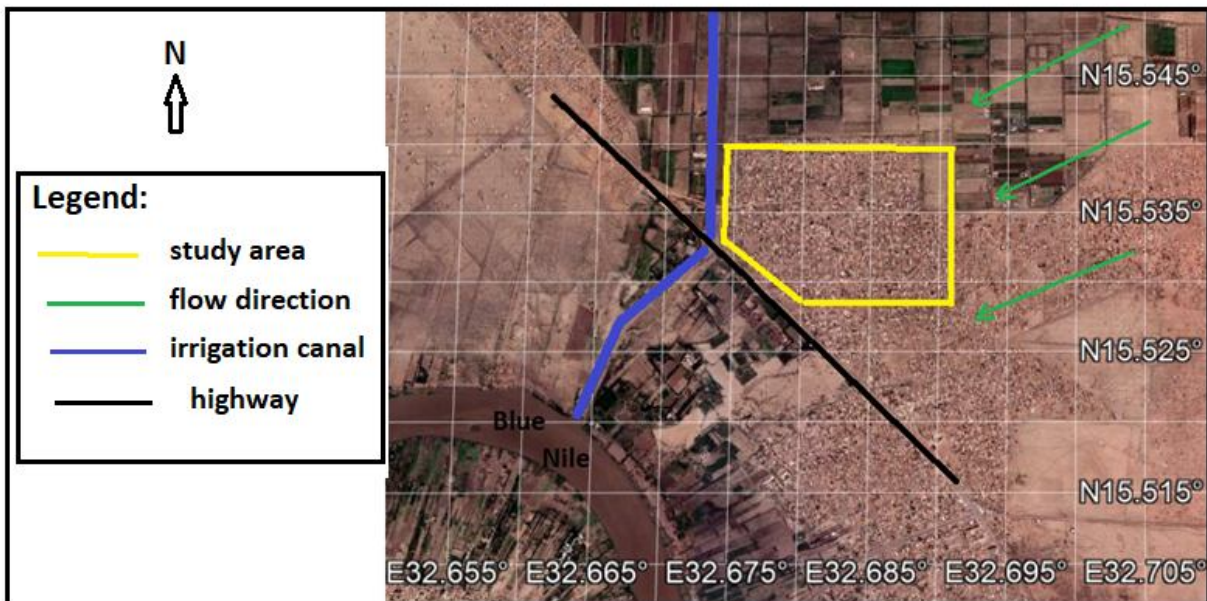 N
Legend:
study area
flow direction
irrigation canal
highway
N15.545°
N15.535°
N15.525°
N15.515°
Blue
Nile
E32.655° E32.665° E32.675° E32.685° E32.695° E32.705°